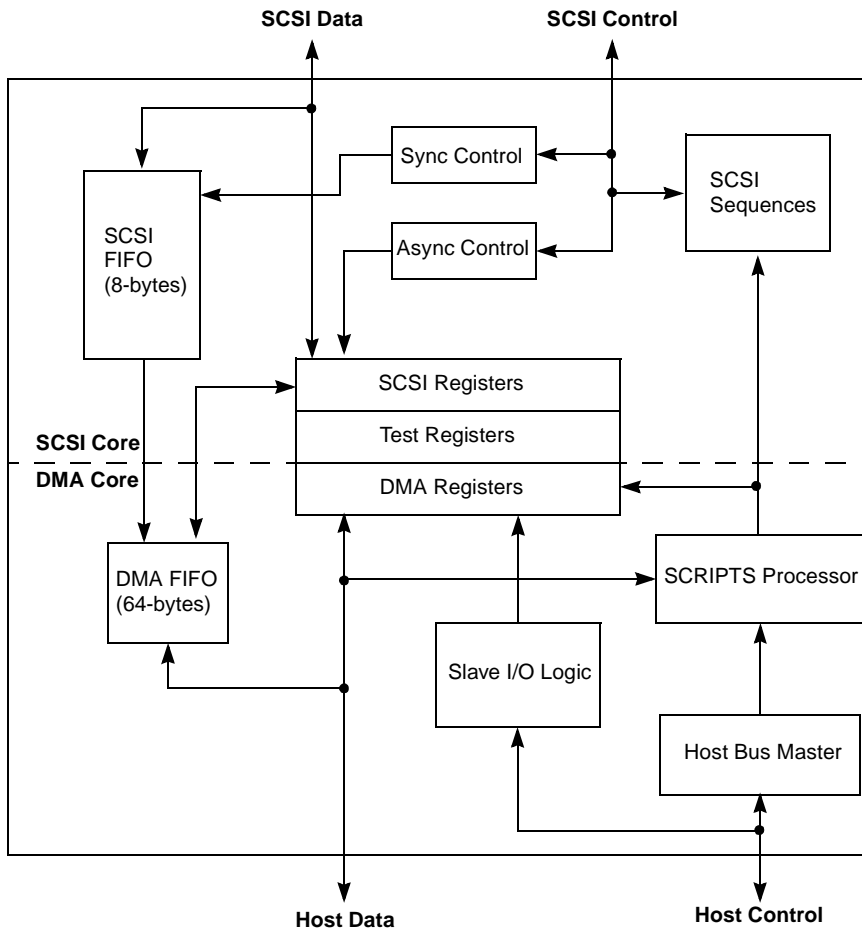 SCSI Data
SCSI Control
Sync Control
SCSI
Sequences
SCSI
FIFO
(8-bytes)
Async Control
SCSI Registers
Test Registers
SCSI Core
DMA Core
DMA Registers
DMA FIFO
(64-bytes)
SCRIPTS Processor
Slave I/O Logic
Host Bus Master
Host Data
Host Control